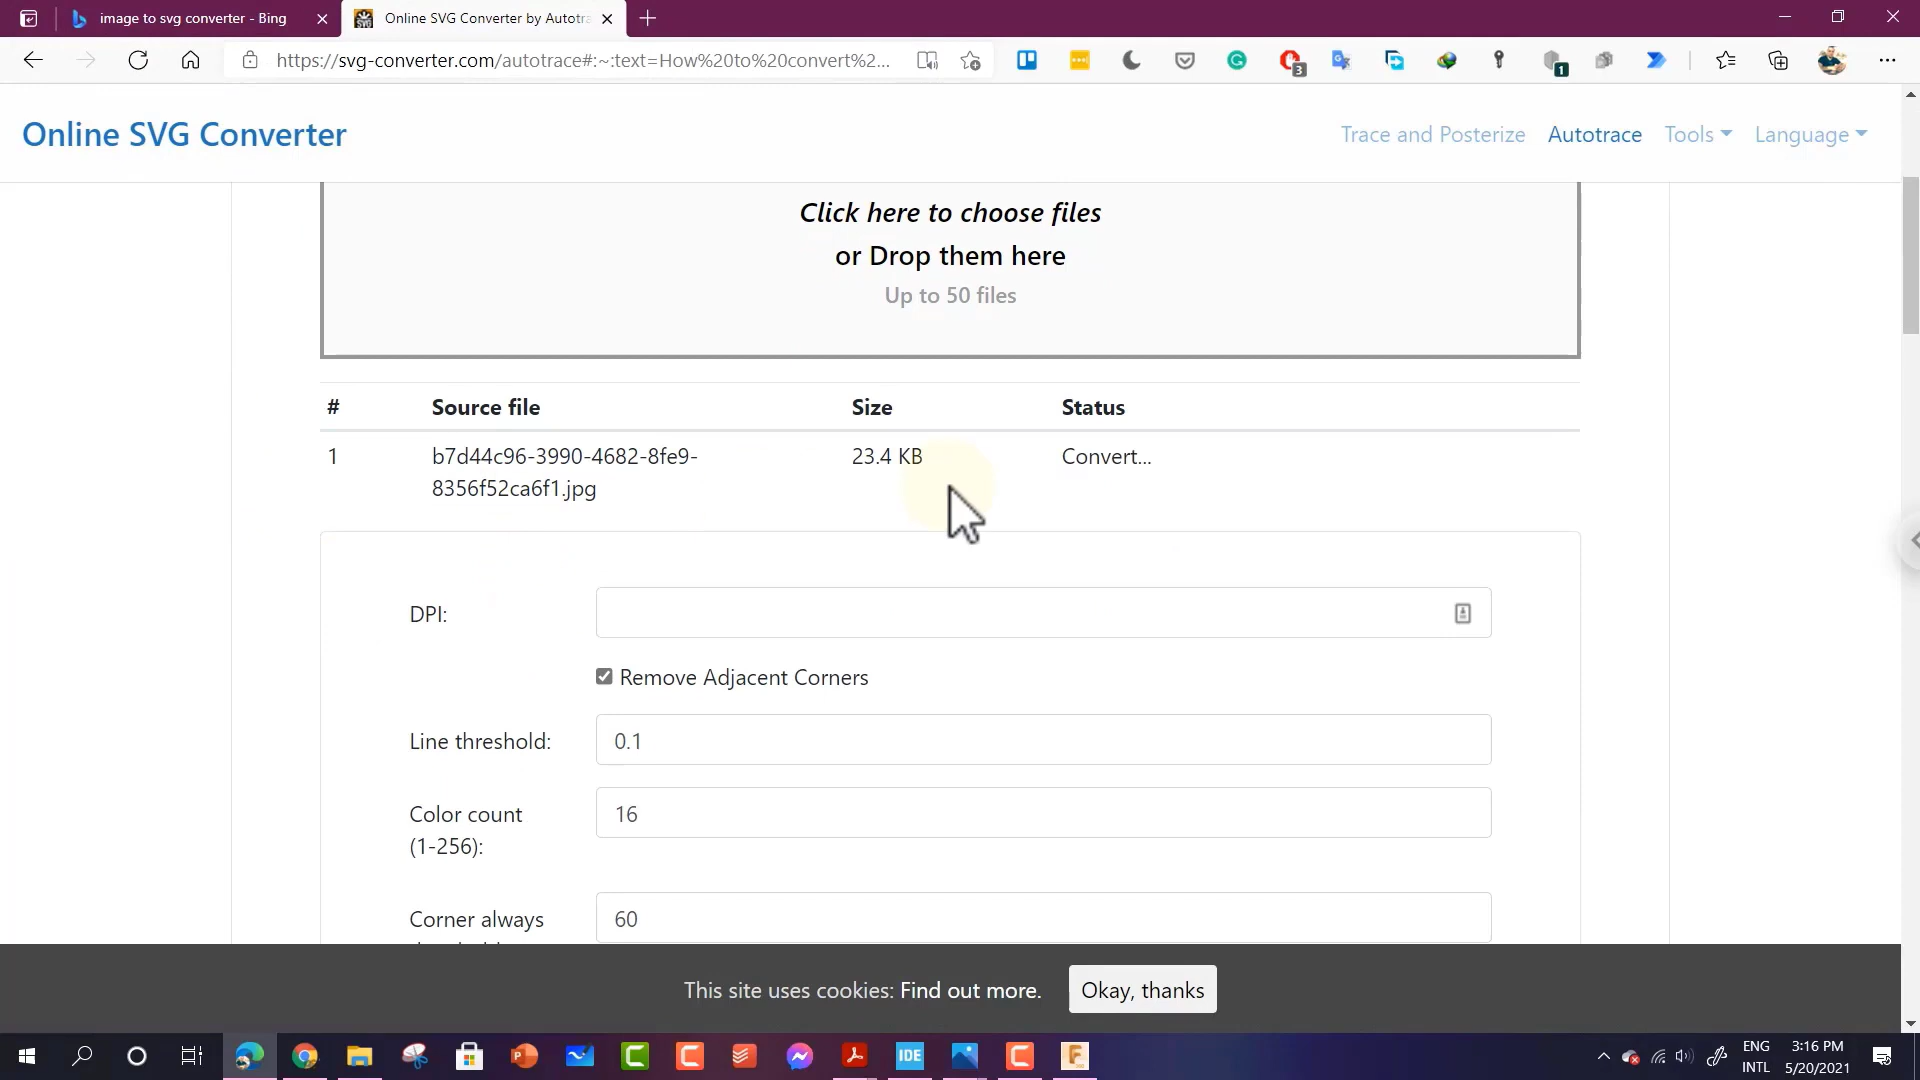 image to svg converter - Bing
Online SVG Converter by Autotra
https://svg-converter.com/autotrace#:~:text=How%20to%20convert%2...
3
1
Online SVG Converter
Trace and Posterize
Autotrace
Tools
Language
Click here to choose files
or Drop them here
Up to 50 files
# Source file Size Status
1 b7d44c96-3990-4682-8fe9- 23.4 KB Convert...
8356f52ca6f1.jpg
DPI:
Remove Adjacent Corners
Line threshold: 0.1
Color count 16
(1-256):
Corner always 60
This site uses cookies: Find out more. Okay, thanks
IDE
ENG 3:16 PM
INTL 5/20/2021